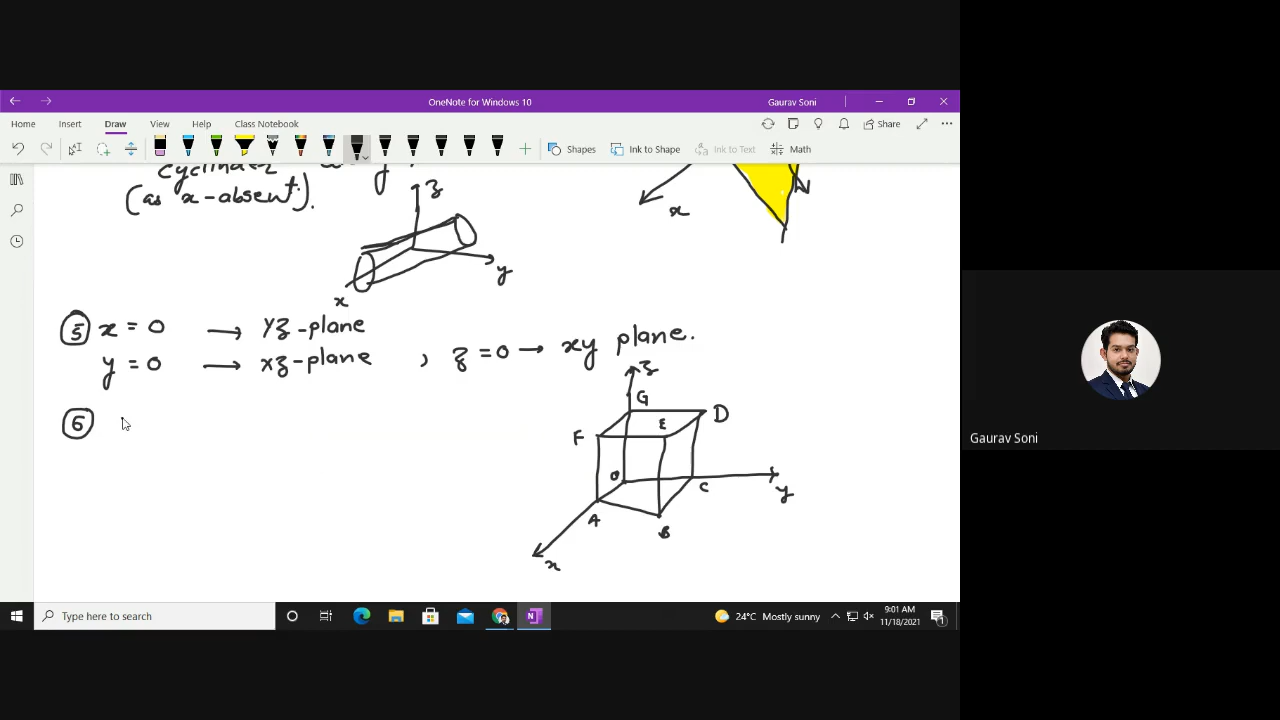 OneNote for Windows 10
Gaurav Soni
Home Insert Draw View Help Class Notebook
Share
Shapes Ink to Shape Ink to Text Math
cyclinder
(as x-absent).
z
y
x
x
5 x = 0 → Yz-plane
y = 0 → xz-plane , z = 0 → xy plane.
6
z
G
D
E
F
O
C
y
A
B
x
Gaurav Soni
Type here to search
24°C Mostly sunny
9:01 AM
11/18/2021
1